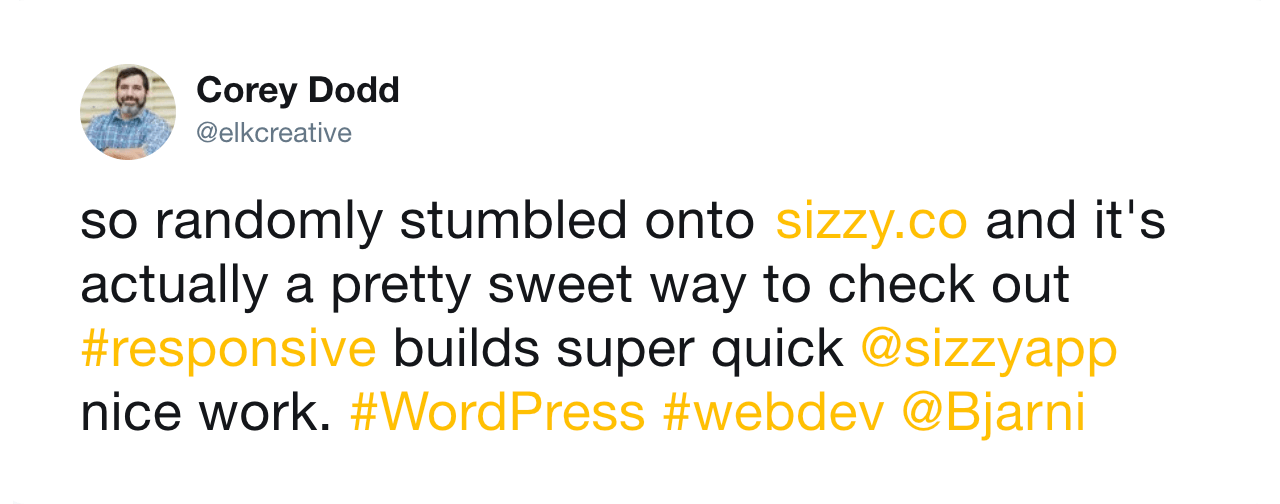 Corey Dodd
@elkcreative
so randomly stumbled onto sizzy.co and it's
actually a pretty sweet way to check out
#responsive builds super quick @sizzyapp
nice work. #WordPress #webdev @Bjarni